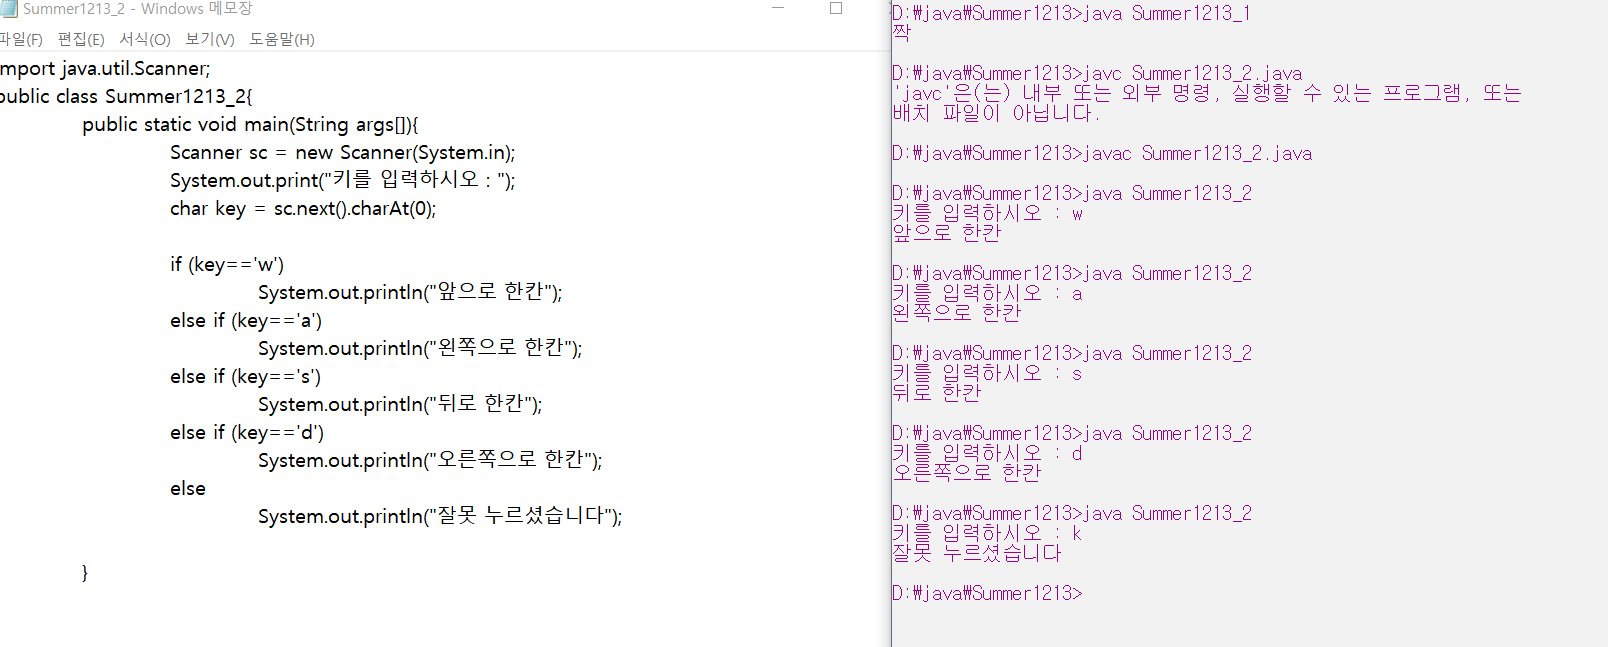 Summer1213_2 - Windows 메모장
파일(F) 편집(E) 서식(O) 보기(V) 도움말(H)
mport java.util.Scanner;
public class Summer1213_2{
public static void main(String args[]){
Scanner sc = new Scanner(System.in);
System.out.print("키를 입력하시오 : ");
char key = sc.next().charAt(0);
if (key=='w')
System.out.println("앞으로 한칸");
else if (key=='a')
System.out.println("왼쪽으로 한칸");
else if (key=='s')
System.out.println("뒤로 한칸");
else if (key=='d')
System.out.println("오른쪽으로 한칸");
else
System.out.println("잘못 누르셨습니다");
}
D:₩java₩Summer1213>java Summer1213_1
짝
D:₩java₩Summer1213>javc Summer1213_2.java
'javc'은(는) 내부 또는 외부 명령, 실행할 수 있는 프로그램, 또는
배치 파일이 아닙니다.
D:₩java₩Summer1213>javac Summer1213_2.java
D:₩java₩Summer1213>java Summer1213_2
키를 입력하시오 : w
앞으로 한칸
D:₩java₩Summer1213>java Summer1213_2
키를 입력하시오 : a
왼쪽으로 한칸
D:₩java₩Summer1213>java Summer1213_2
키를 입력하시오 : s
뒤로 한칸
D:₩java₩Summer1213>java Summer1213_2
키를 입력하시오 : d
오른쪽으로 한칸
D:₩java₩Summer1213>java Summer1213_2
키를 입력하시오 : k
잘못 누르셨습니다
D:₩java₩Summer1213>